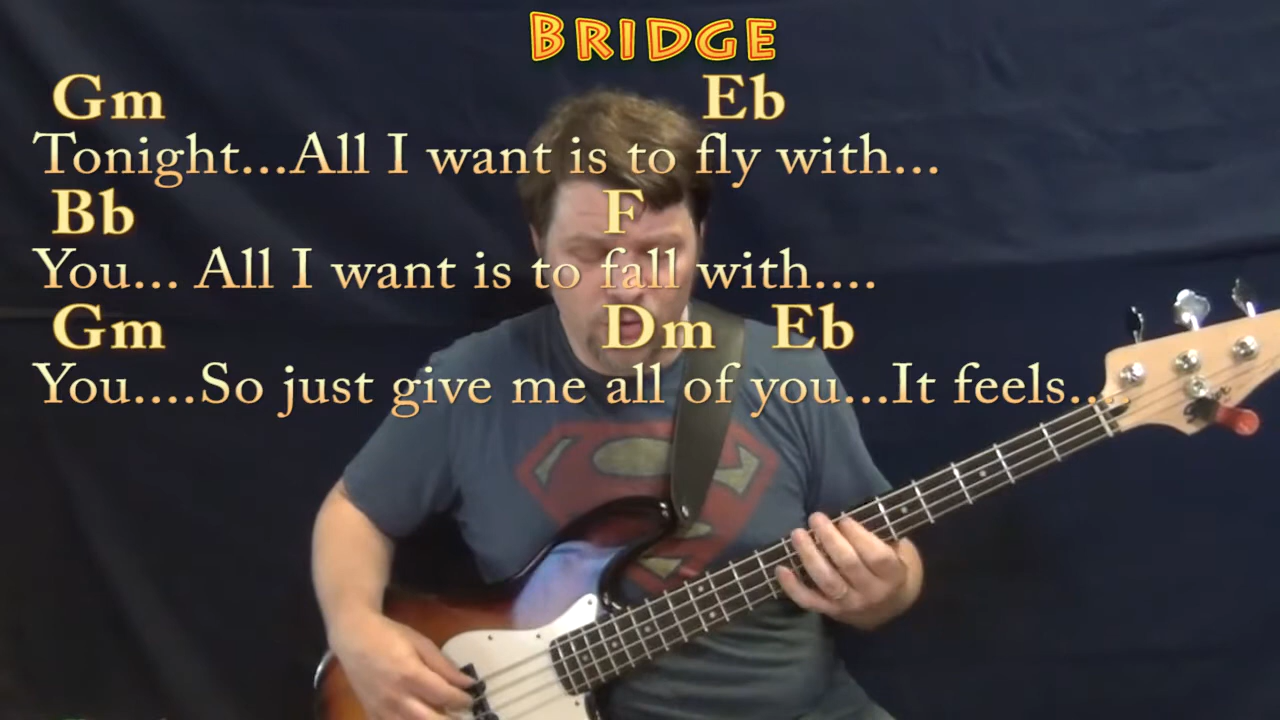 BRIDGE
Gm Eb
Tonight...All I want is to fly with...
Bb F
You... All I want is to fall with....
Gm Dm Eb
You....So just give me all of you...It feels....